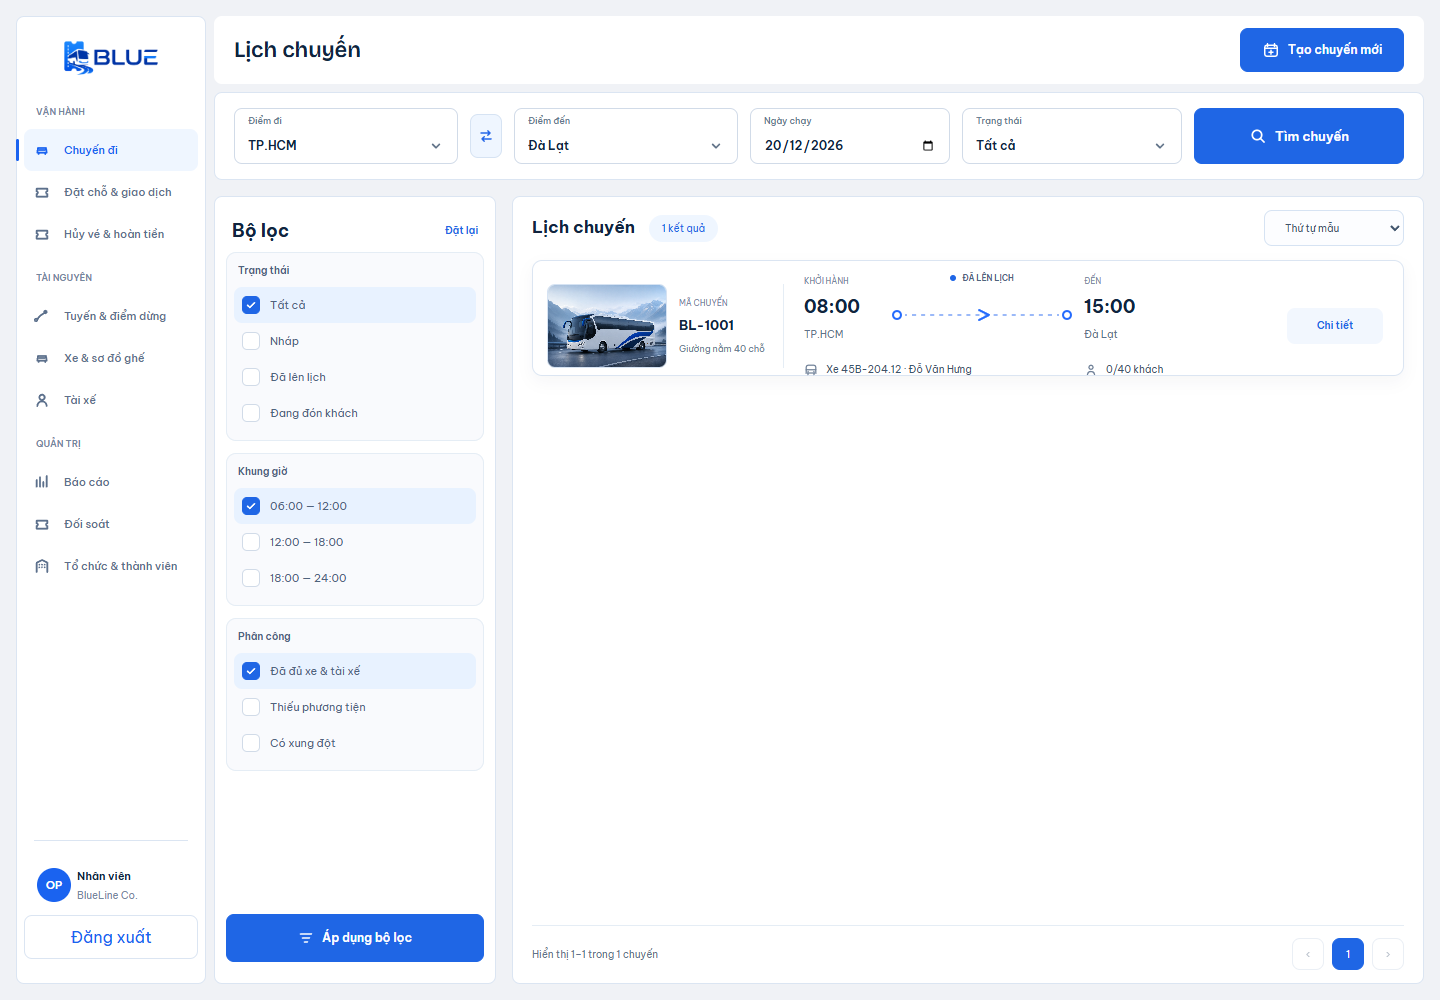 BLUE
VẬN HÀNH
Chuyến đi
Đặt chỗ & giao dịch
Hủy vé & hoàn tiền
TÀI NGUYÊN
Tuyến & điểm dừng
Xe & sơ đồ ghế
Tài xế
QUẢN TRỊ
Báo cáo
Đối soát
Tổ chức & thành viên
OP
Nhân viên
BlueLine Co.
Đăng xuất
Lịch chuyến
Tạo chuyến mới
Điểm đi
TP.HCM
Điểm đến
Đà Lạt
Ngày chạy
20/12/2026
Trạng thái
Tất cả
Tìm chuyến
Bộ lọc
Đặt lại
Trạng thái
Tất cả
Nháp
Đã lên lịch
Đang đón khách
Khung giờ
06:00 – 12:00
12:00 – 18:00
18:00 – 24:00
Phân công
Đã đủ xe & tài xế
Thiếu phương tiện
Có xung đột
Áp dụng bộ lọc
Lịch chuyến
1 kết quả
Thứ tự mẫu
MÃ CHUYẾN
BL-1001
Giường nằm 40 chỗ
KHỞI HÀNH
08:00
TP.HCM
ĐÃ LÊN LỊCH
ĐẾN
15:00
Đà Lạt
Xe 45B-204.12 · Đỗ Văn Hưng
0/40 khách
Chi tiết
Hiển thị 1–1 trong 1 chuyến
‹
1
›